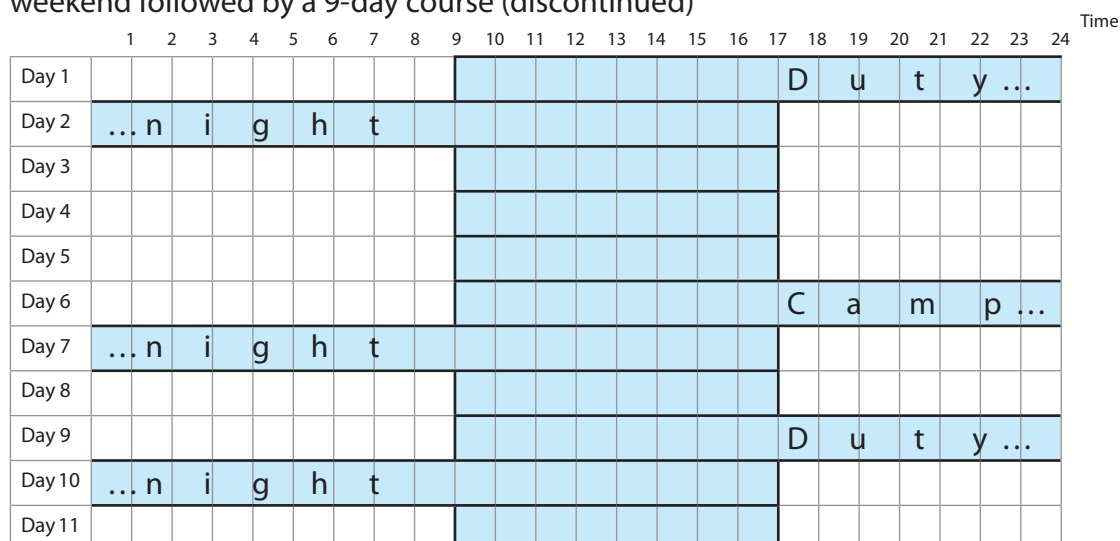 weekend followed by a 9-day course (discontinued)
Time
1 2 3 4 5 6 7 8 9 10 11 12 13 14 15 16 17 18 19 20 21 22 23 24
Day 1 D u t y ...
Day 2 ... n i g h t
Day 3
Day 4
Day 5
Day 6 C a m p ...
Day 7 ... n i g h t
Day 8
Day 9 D u t y ...
Day 10 ... n i g h t
Day 11